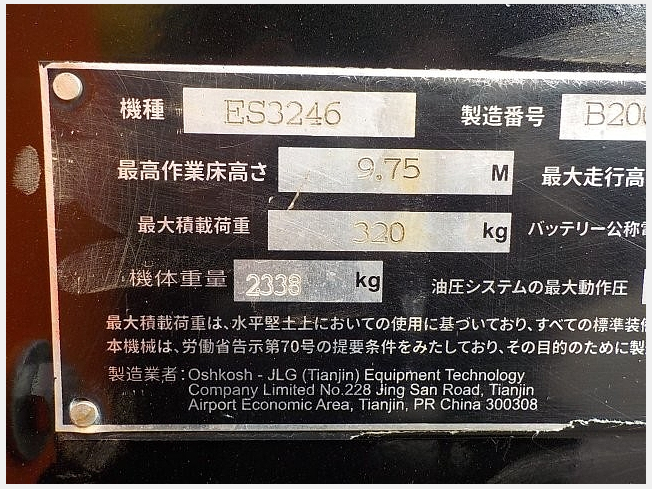 機種 ES3246 製造番号 B20
最高作業床高さ 9.75 M 最大走行高
最大積載荷重 320 kg バッテリー公称
機体重量 2338 kg 油圧システムの最大動作圧
最大積載荷重は、水平堅土上においての使用に基づいており、すべての標準装
本機械は、労働省告示第70号の提要条件をみたしており、その目的のために製
製造業者: Oshkosh - JLG (Tianjin) Equipment Technology
Company Limited No.228 Jing San Road, Tianjin
Airport Economic Area, Tianjin, PR China 300308